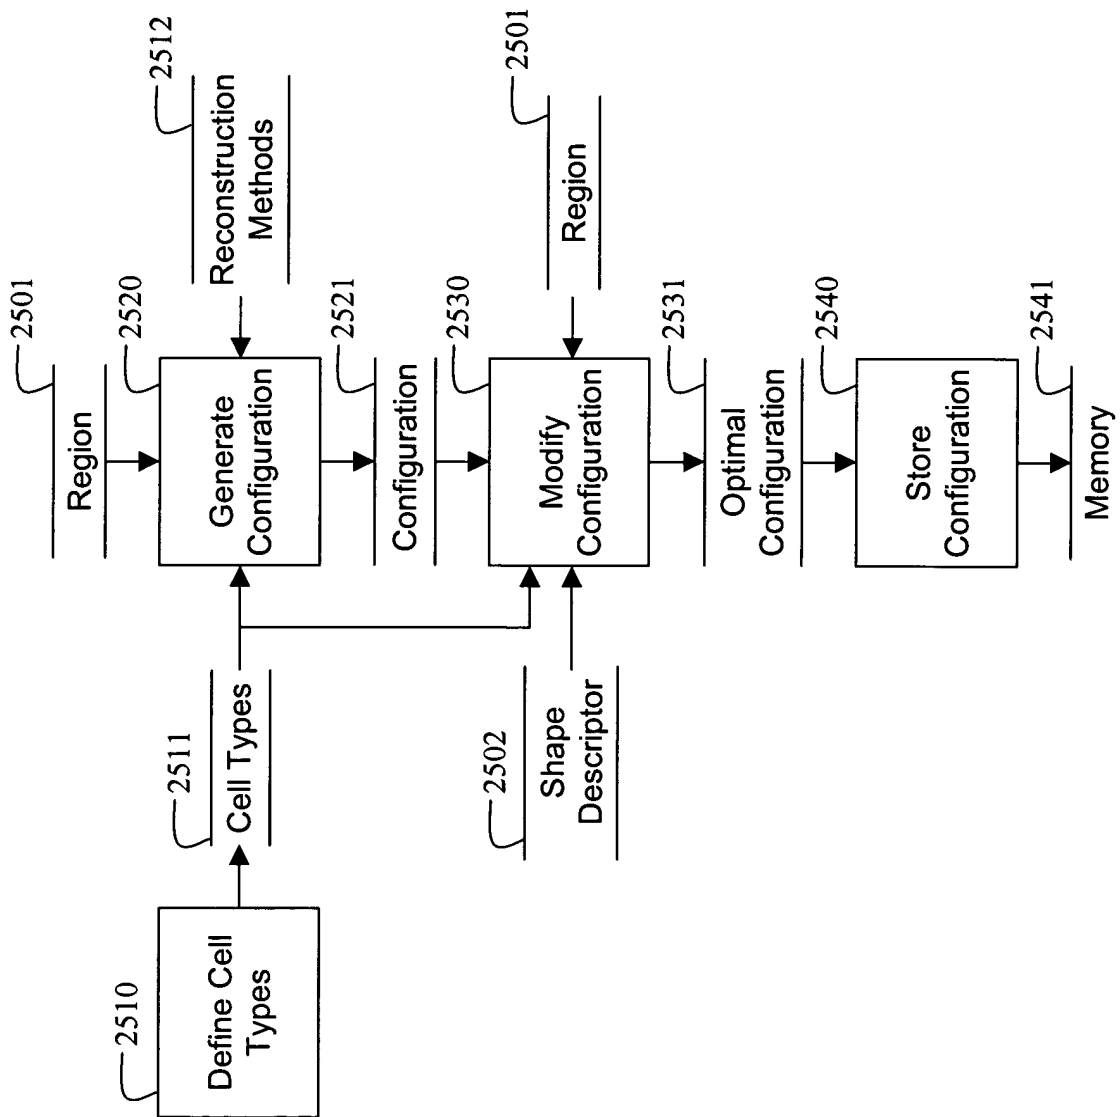 2501
Region
2510
Define Cell
Types
2511
Cell Types
2520
Generate
Configuration
2512
Reconstruction
Methods
2521
Configuration
2502
Shape
Descriptor
2530
Modify
Configuration
2501
Region
2531
Optimal
Configuration
2540
Store
Configuration
2541
Memory